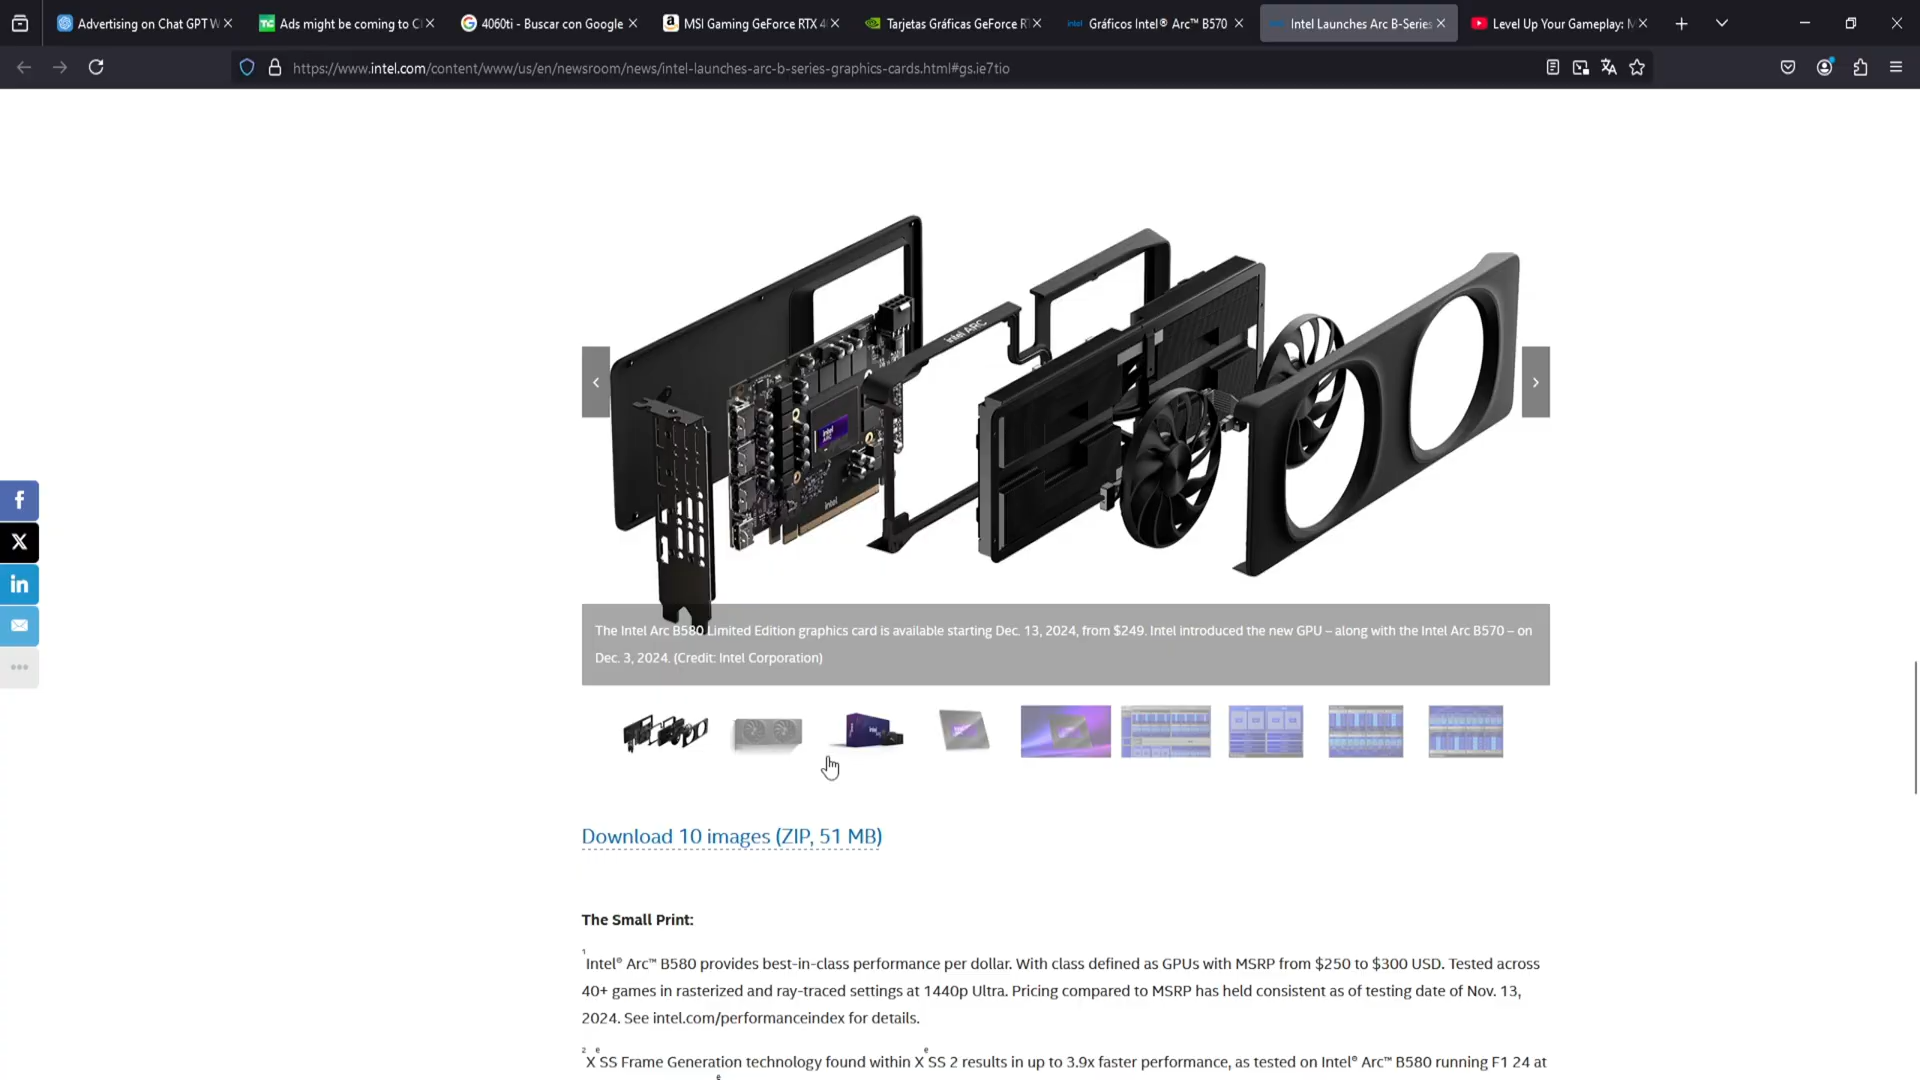 Advertising on Chat GPT W
Ads might be coming to C
4060ti - Buscar con Google
MSI Gaming GeForce RTX 4
Tarjetas Gráficas GeForce RT
Gráficos Intel® Arc™ B570
Intel Launches Arc B-Series
Level Up Your Gameplay: M
https://www.intel.com/content/www/us/en/newsroom/news/intel-launches-arc-b-series-graphics-cards.html#gs.ie7tio
intel ARC
intel ARC
intel
The Intel Arc B580 Limited Edition graphics card is available starting Dec. 13, 2024, from $249. Intel introduced the new GPU – along with the Intel Arc B570 – on
Dec. 3, 2024. (Credit: Intel Corporation)
Download 10 images (ZIP, 51 MB)
The Small Print:
1 Intel® Arc™ B580 provides best-in-class performance per dollar. With class defined as GPUs with MSRP from $250 to $300 USD. Tested across
40+ games in rasterized and ray-traced settings at 1440p Ultra. Pricing compared to MSRP has held consistent as of testing date of Nov. 13,
2024. See intel.com/performanceindex for details.
2 XeSS Frame Generation technology found within XeSS 2 results in up to 3.9x faster performance, as tested on Intel® Arc™ B580 running F1 24 at